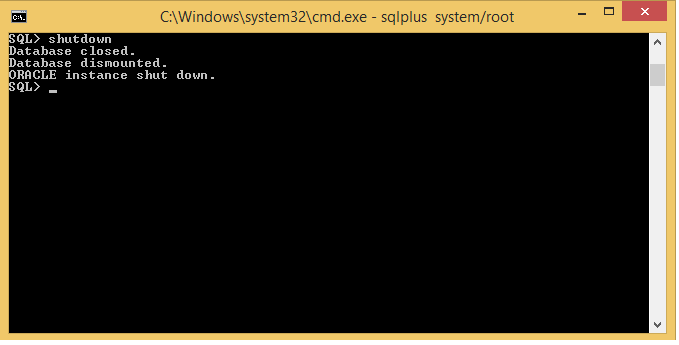 C:\Windows\system32\cmd.exe - sqlplus system/root
SQL> shutdown
Database closed.
Database dismounted.
ORACLE instance shut down.
SQL> _